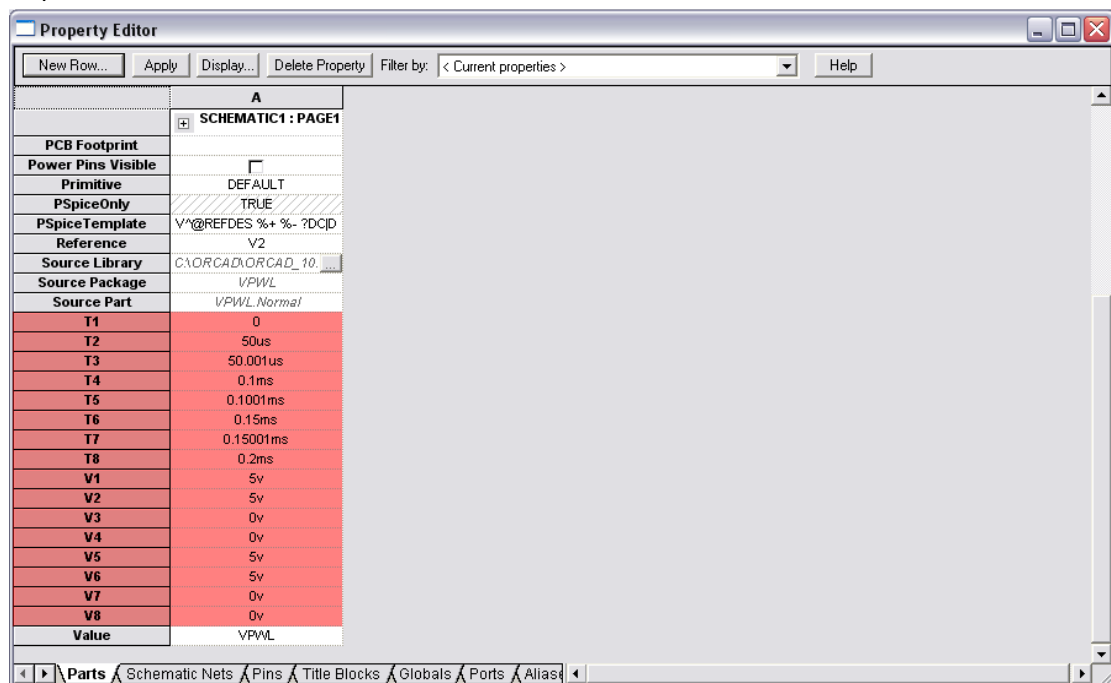 Property Editor
New Row... Apply Display... Delete Property Filter by: < Current properties > Help
A
SCHEMATIC1 : PAGE1
PCB Footprint
Power Pins Visible
Primitive DEFAULT
PSpiceOnly TRUE
PSpiceTemplate V^@REFDES %+ %- ?DC|D
Reference V2
Source Library C:\ORCAD\ORCAD_10. ...
Source Package VPWL
Source Part VPWL.Normal
T1 0
T2 50us
T3 50.001us
T4 0.1ms
T5 0.1001ms
T6 0.15ms
T7 0.15001ms
T8 0.2ms
V1 5v
V2 5v
V3 0v
V4 0v
V5 5v
V6 5v
V7 0v
V8 0v
Value VPWL
Parts Schematic Nets Pins Title Blocks Globals Ports Alias